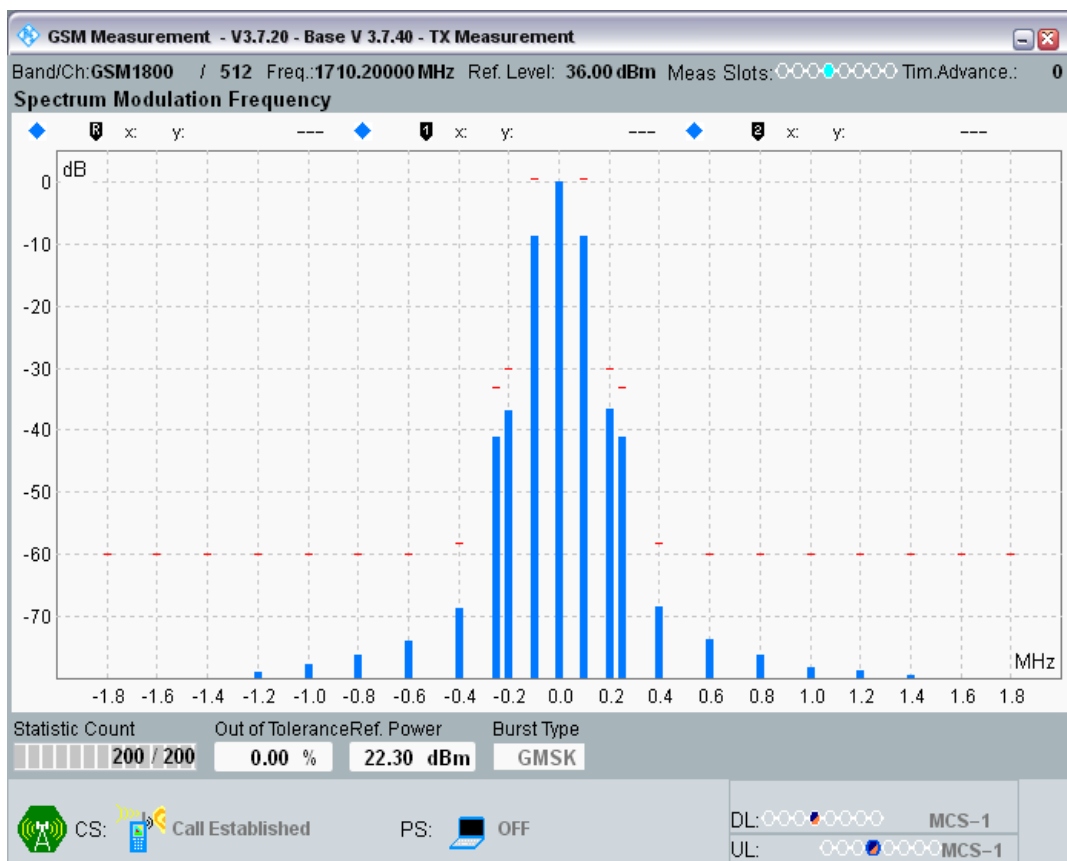 GSM Measurement - V3.7.20 - Base V 3.7.40 - TX Measurement
Band/Ch:GSM1800 / 512 Freq.:1710.20000 MHz Ref. Level: 36.00 dBm Meas Slots: Tim.Advance.: 0
Spectrum Modulation Frequency
R x: y: --- 1 x: y: --- 2 x: y: ---
dB
0
-10
-20
-30
-40
-50
-60
-70
MHz
-1.8 -1.6 -1.4 -1.2 -1.0 -0.8 -0.6 -0.4 -0.2 0.0 0.2 0.4 0.6 0.8 1.0 1.2 1.4 1.6 1.8
Statistic Count Out of Tolerance Ref. Power Burst Type
200 / 200 0.00 % 22.30 dBm GMSK
CS: Call Established PS: OFF
DL: MCS-1
UL: MCS-1